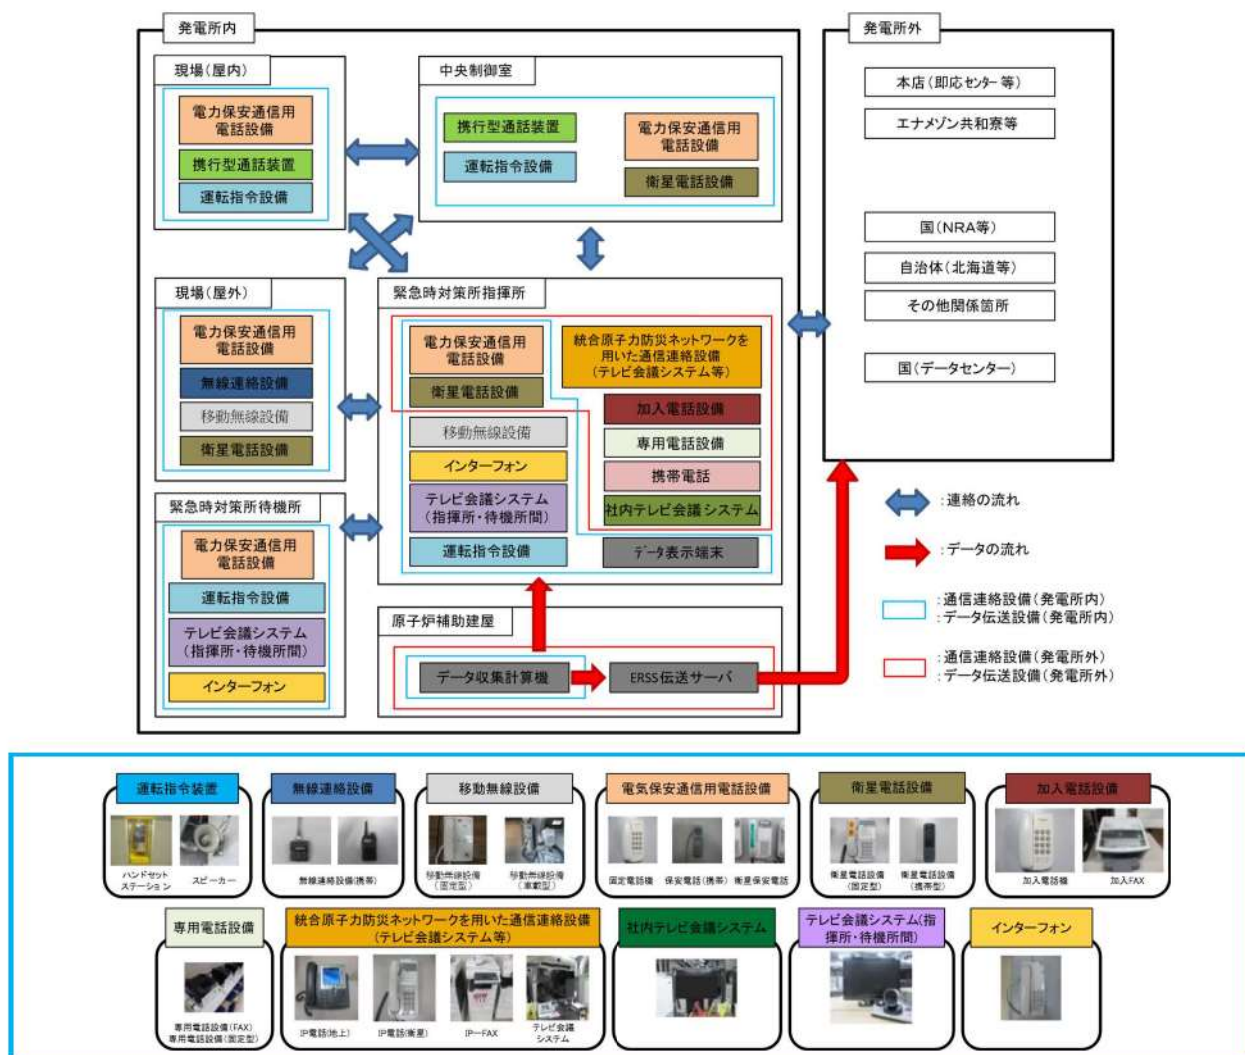 発電所内
発電所外
現場(屋内)
電力保安通信用
電話設備
携行型通話装置
運転指令設備
中央制御室
携行型通話装置
運転指令設備
電力保安通信用
電話設備
衛星電話設備
本店(即応センター等)
エナメゾン共和寮等
国(NRA等)
自治体(北海道等)
その他関係箇所
国(データセンター)
現場(屋外)
電力保安通信用
電話設備
無線連絡設備
移動無線設備
衛星電話設備
緊急時対策所指揮所
電力保安通信用
電話設備
衛星電話設備
移動無線設備
インターフォン
テレビ会議システム
(指揮所・待機所間)
運転指令設備
統合原子力防災ネットワークを
用いた通信連絡設備
(テレビ会議システム等)
加入電話設備
専用電話設備
携帯電話
社内テレビ会議システム
データ表示端末
緊急時対策所待機所
電力保安通信用
電話設備
運転指令設備
テレビ会議システム
(指揮所・待機所間)
インターフォン
原子炉補助建屋
データ収集計算機
ERSS伝送サーバ
:連絡の流れ
:データの流れ
:通信連絡設備(発電所内)
:データ伝送設備(発電所内)
:通信連絡設備(発電所外)
:データ伝送設備(発電所外)
運転指令装置
ハンドセット
ステーション
スピーカー
無線連絡設備
無線連絡設備(携帯)
移動無線設備
移動無線設備
(固定型)
移動無線設備
(車載型)
電気保安通信用電話設備
固定電話機
保安電話(携帯)
衛星保安電話
衛星電話設備
衛星電話設備
(固定型)
衛星電話設備
(携帯型)
加入電話設備
加入電話機
加入FAX
専用電話設備
専用電話設備(FAX)
専用電話設備(固定型)
統合原子力防災ネットワークを用いた通信連絡設備
(テレビ会議システム等)
IP電話(地上)
IP電話(衛星)
IP-FAX
テレビ会議
システム
社内テレビ会議システム
テレビ会議システム(指
揮所・待機所間)
インターフォン